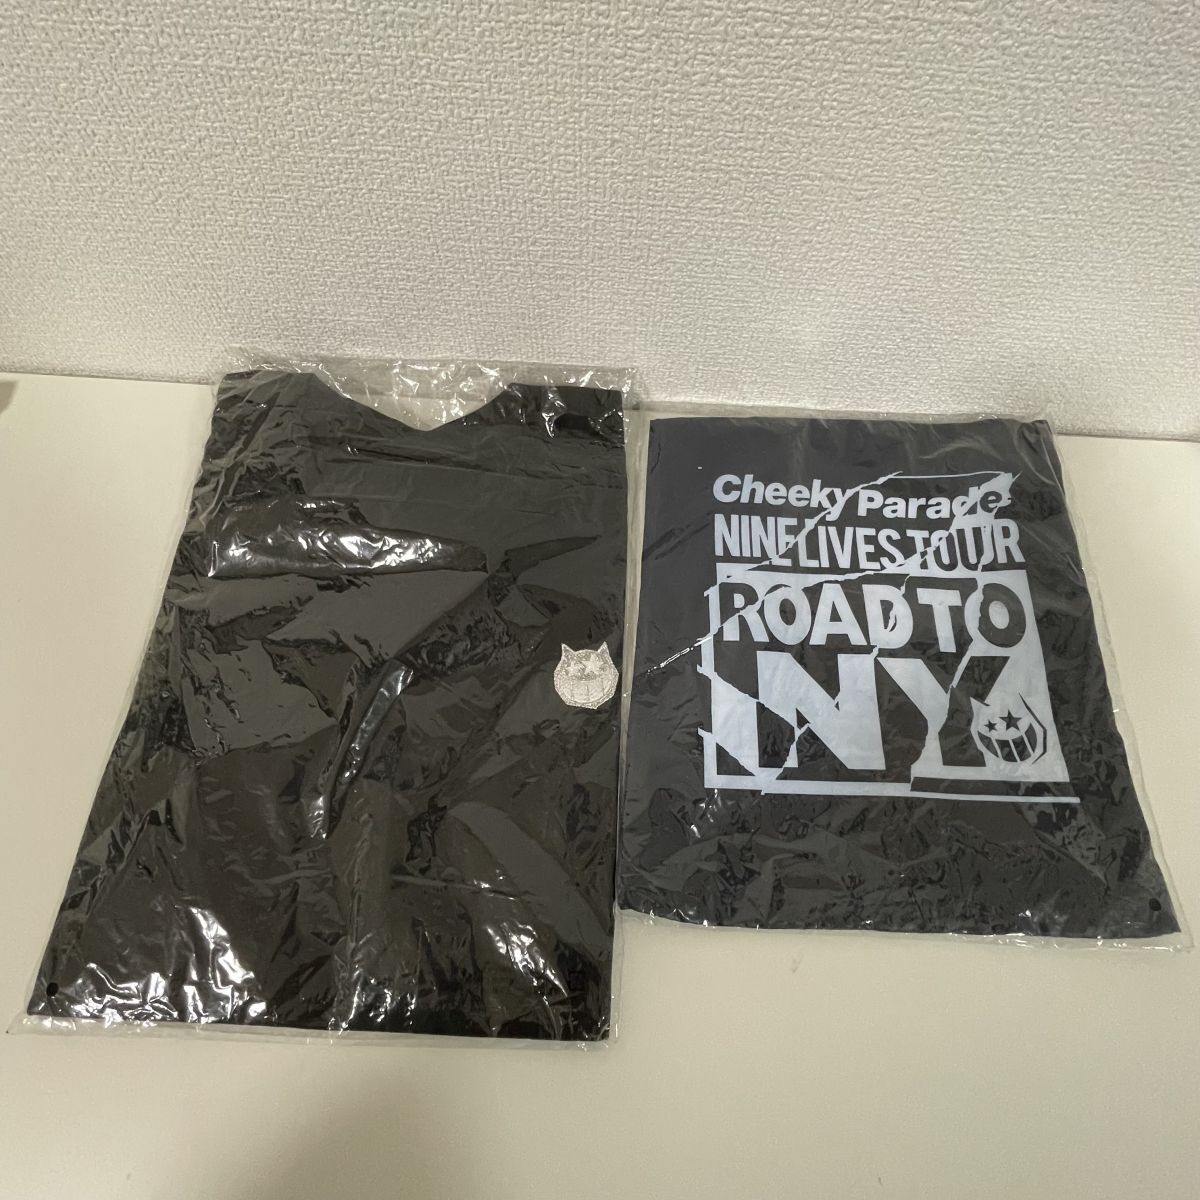 Cheeky Parade
NINE LIVES TOUR
ROAD TO
NY